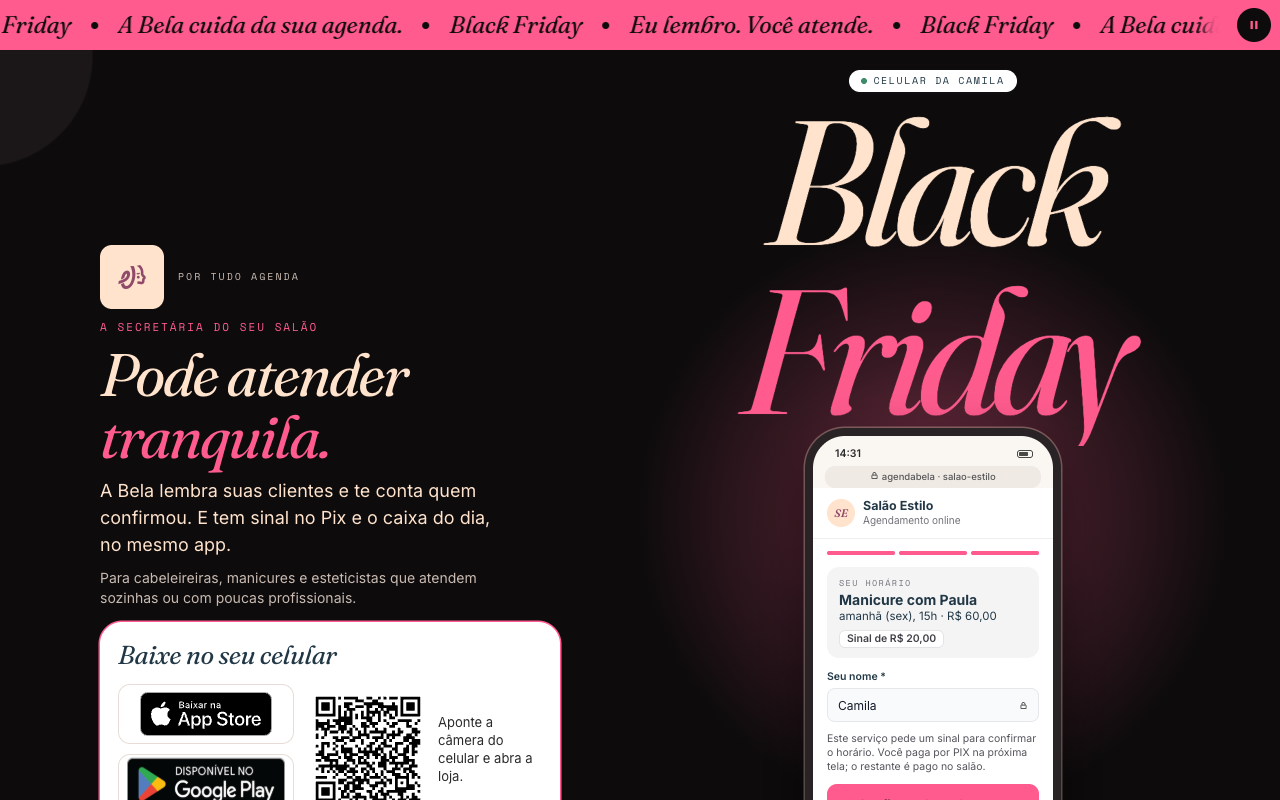 Friday • A Bela cuida da sua agenda. • Black Friday • Eu lembro. Você atende. • Black Friday • A Bela cuid
CELULAR DA CAMILA
Black
Friday
POR TUDO AGENDA
A SECRETÁRIA DO SEU SALÃO
Pode atender
tranquila.
A Bela lembra suas clientes e te conta quem
confirmou. E tem sinal no Pix e o caixa do dia,
no mesmo app.
Para cabeleireiras, manicures e esteticistas que atendem
sozinhas ou com poucas profissionais.
Baixe no seu celular
Baixar na
App Store
DISPONÍVEL NO
Google Play
Aponte a
câmera do
celular e abra a
loja.
14:31
agendabela · salao-estilo
SE
Salão Estilo
Agendamento online
SEU HORÁRIO
Manicure com Paula
amanhã (sex), 15h · R$ 60,00
Sinal de R$ 20,00
Seu nome *
Camila
Este serviço pede um sinal para confirmar
o horário. Você paga por PIX na próxima
tela; o restante é pago no salão.